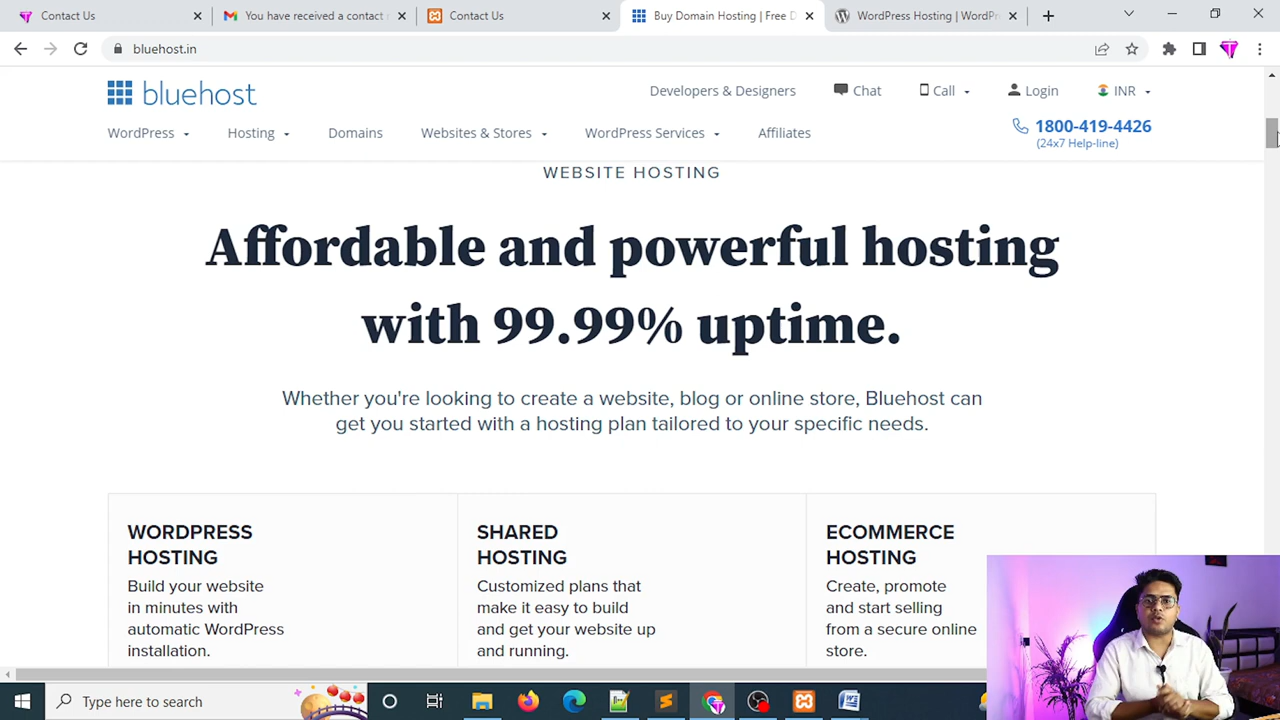 Contact Us
You have received a contact
Contact Us
Buy Domain Hosting | Free D
WordPress Hosting | WordPr
bluehost.in
bluehost
Developers & Designers
Chat
Call
Login
INR
WordPress
Hosting
Domains
Websites & Stores
WordPress Services
Affiliates
1800-419-4426
(24x7 Help-line)
WEBSITE HOSTING
Affordable and powerful hosting
with 99.99% uptime.
Whether you're looking to create a website, blog or online store, Bluehost can
get you started with a hosting plan tailored to your specific needs.
WORDPRESS
HOSTING
Build your website
in minutes with
automatic WordPress
installation.
SHARED
HOSTING
Customized plans that
make it easy to build
and get your website up
and running.
ECOMMERCE
HOSTING
Create, promote
and start selling
from a secure online
store.
Type here to search